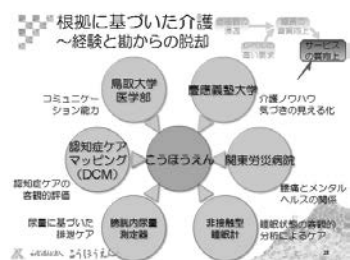 根拠に基づいた介護
~経験と勘からの脱却
サービス
の質向上
鳥取大学
医学部
慶應義塾大学
コミュニケー
ション能力
介護ノウハウ
気づきの見える化
認知症ケア
マッピング
(DCM)
こうほうえん
関東労災病院
認知症ケアの
客観的評価
腰痛とメンタル
ヘルスの関係
尿量に基づいた
排泄ケア
膀胱内尿量
測定器
非接触型
睡眠計
睡眠状態の客観的
分析によるケア
こうほうえん